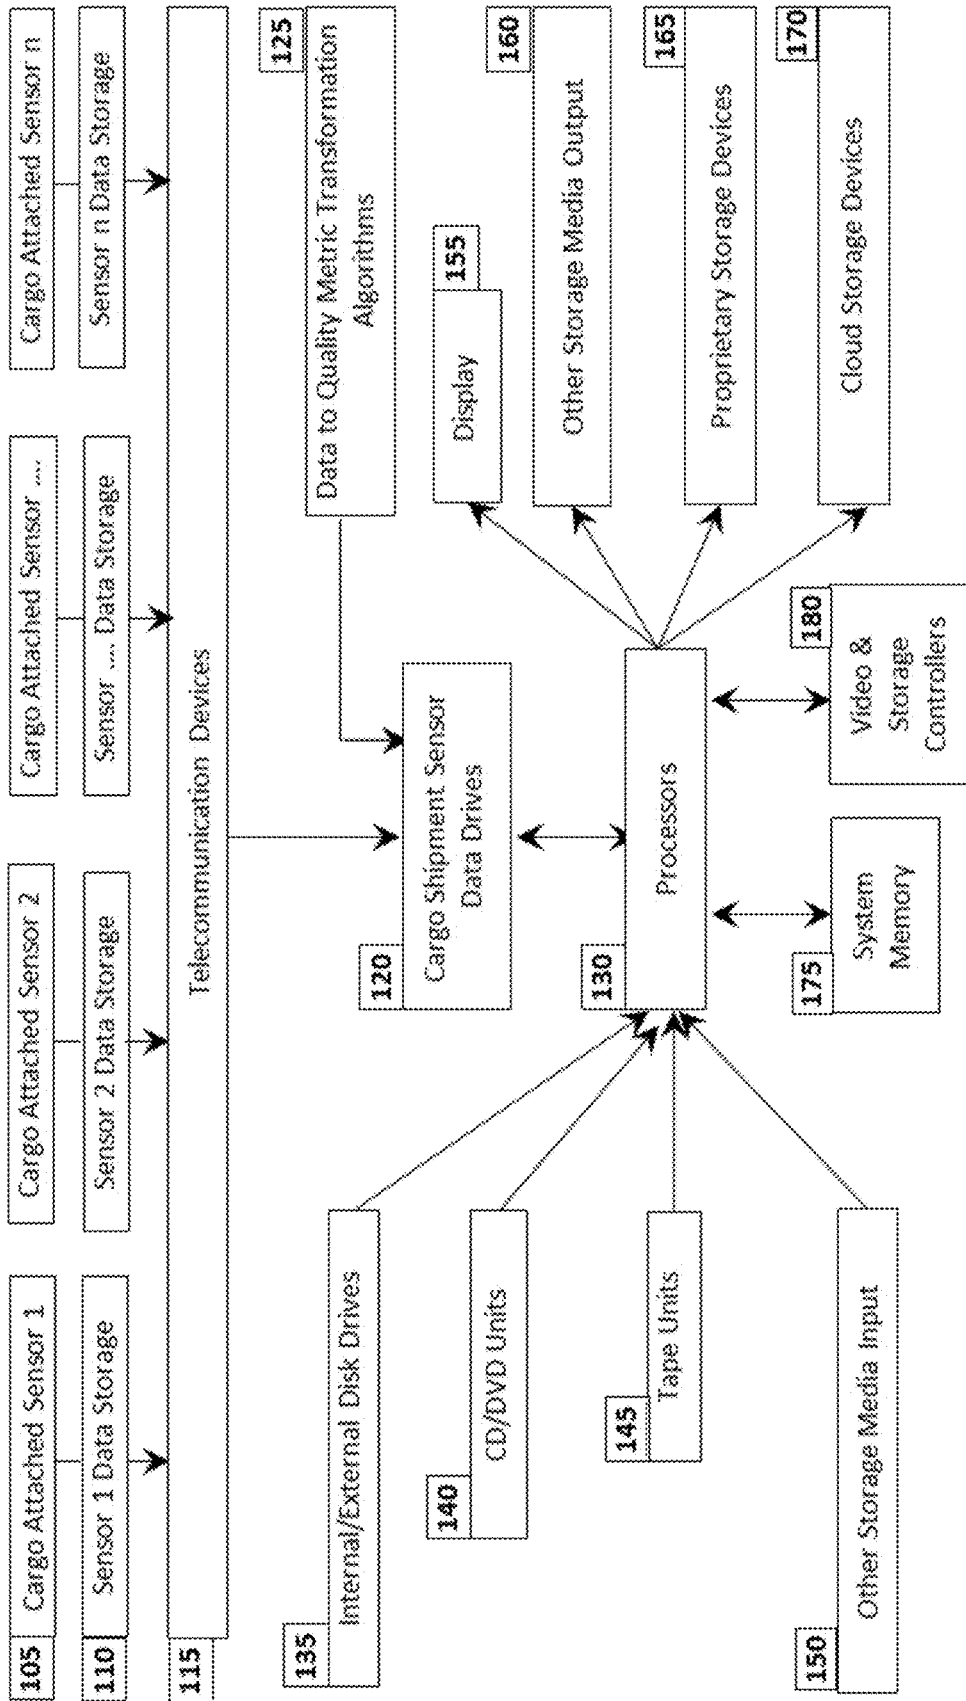 105
Cargo Attached Sensor 1
Cargo Attached Sensor 2
Cargo Attached Sensor ....
Cargo Attached Sensor n
110
Sensor 1 Data Storage
Sensor 2 Data Storage
Sensor .... Data Storage
Sensor n Data Storage
115
Telecommunication Devices
125
Data to Quality Metric Transformation
Algorithms
120
Cargo Shipment Sensor
Data Drives
135
Internal/External Disk Drives
140
CD/DVD Units
145
Tape Units
150
Other Storage Media Input
130
Processors
155
Display
160
Other Storage Media Output
165
Proprietary Storage Devices
170
Cloud Storage Devices
175
System
Memory
180
Video &
Storage
Controllers